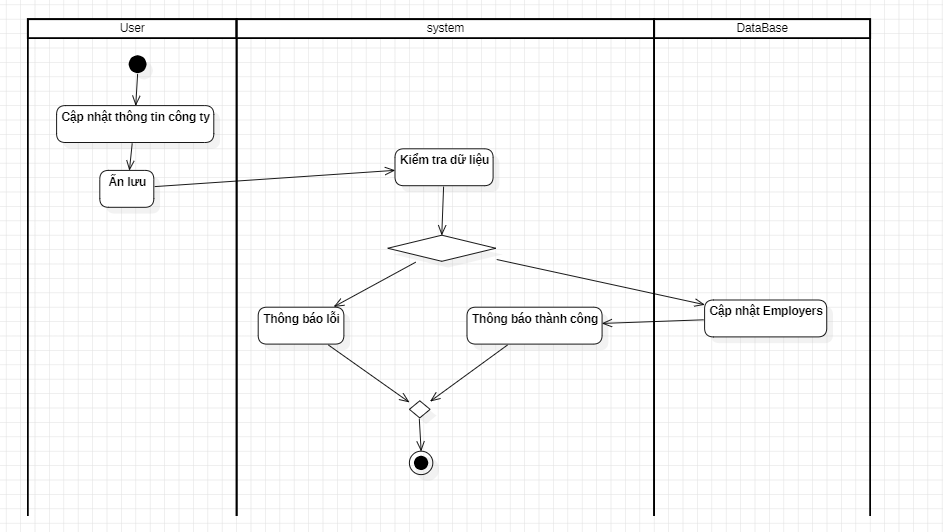 User
system
DataBase
Cập nhật thông tin công ty
Ấn lưu
Kiểm tra dữ liệu
Thông báo lỗi
Thông báo thành công
Cập nhật Employers